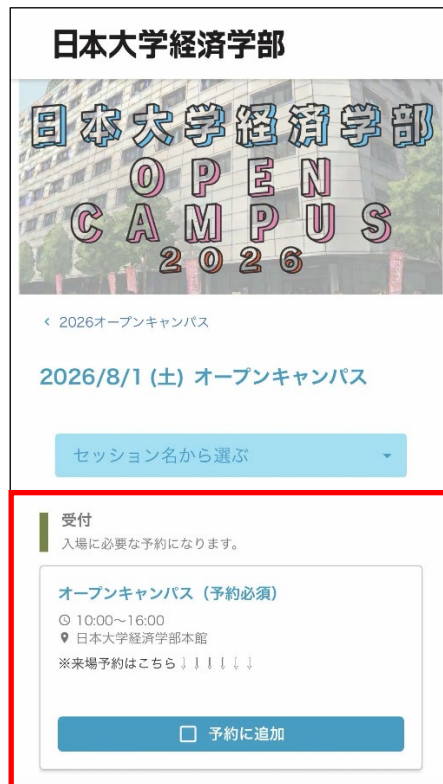 日本大学経済学部
日本大学経済学部
OPEN
CAMPUS
2026
< 2026オープンキャンパス
2026/8/1 (土) オープンキャンパス
セッション名から選ぶ
受付
入場に必要な予約になります。
オープンキャンパス（予約必須）
10:00～16:00
日本大学経済学部本館
※来場予約はこちら↓↓↓↓↓↓
予約に追加